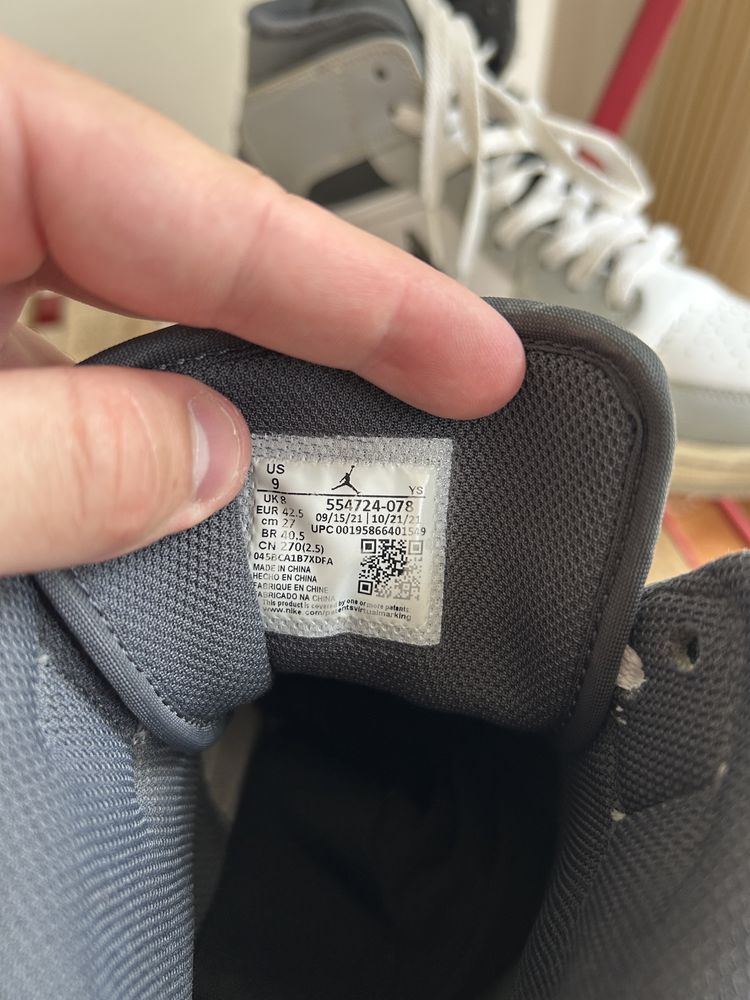 US
9
YS
UK 8
EUR 42.5
cm 27
BR 40.5
CN 270(2.5)
554724-078
09/15/21 | 10/21/21
UPC 00195866401549
045BCA1B7XDFA
MADE IN CHINA
HECHO EN CHINA
FABRIQUE EN CHINE
FABRICADO NA CHINA
This product is covered by one or more patents
www.nike.com/patentsvirtualmarking